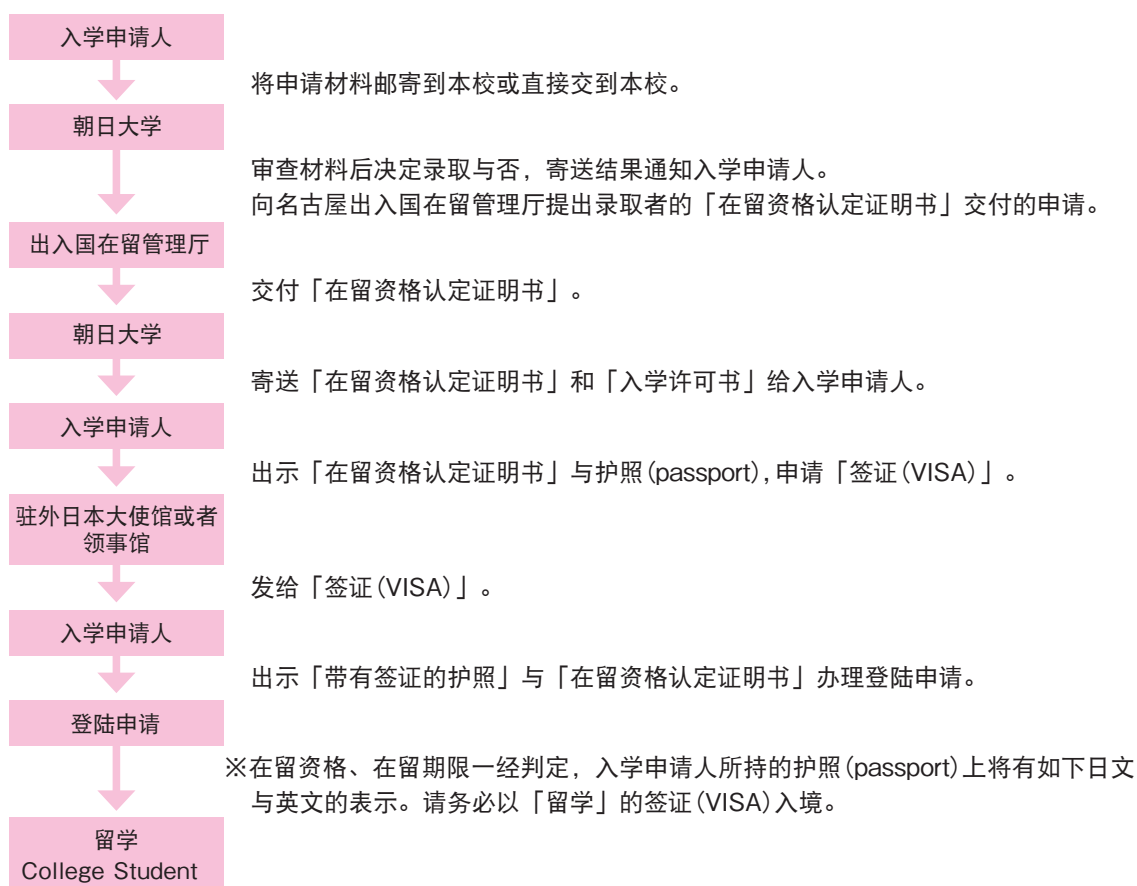 入学申请人
将申请材料邮寄到本校或直接交到本校。
朝日大学
审查材料后决定录取与否，寄送结果通知入学申请人。
向名古屋出入国在留管理厅提出录取者的「在留资格认定证明书」交付的申请。
出入国在留管理厅
交付「在留资格认定证明书」。
朝日大学
寄送「在留资格认定证明书」和「入学许可书」给入学申请人。
入学申请人
出示「在留资格认定证明书」与护照(passport),申请「签证(VISA)」。
驻外日本大使馆或者
领事馆
发给「签证(VISA)」。
入学申请人
出示「带有签证的护照」与「在留资格认定证明书」办理登陆申请。
登陆申请
※在留资格、在留期限一经判定，入学申请人所持的护照(passport)上将有如下日文
与英文的表示。请务必以「留学」的签证(VISA)入境。
留学
College Student